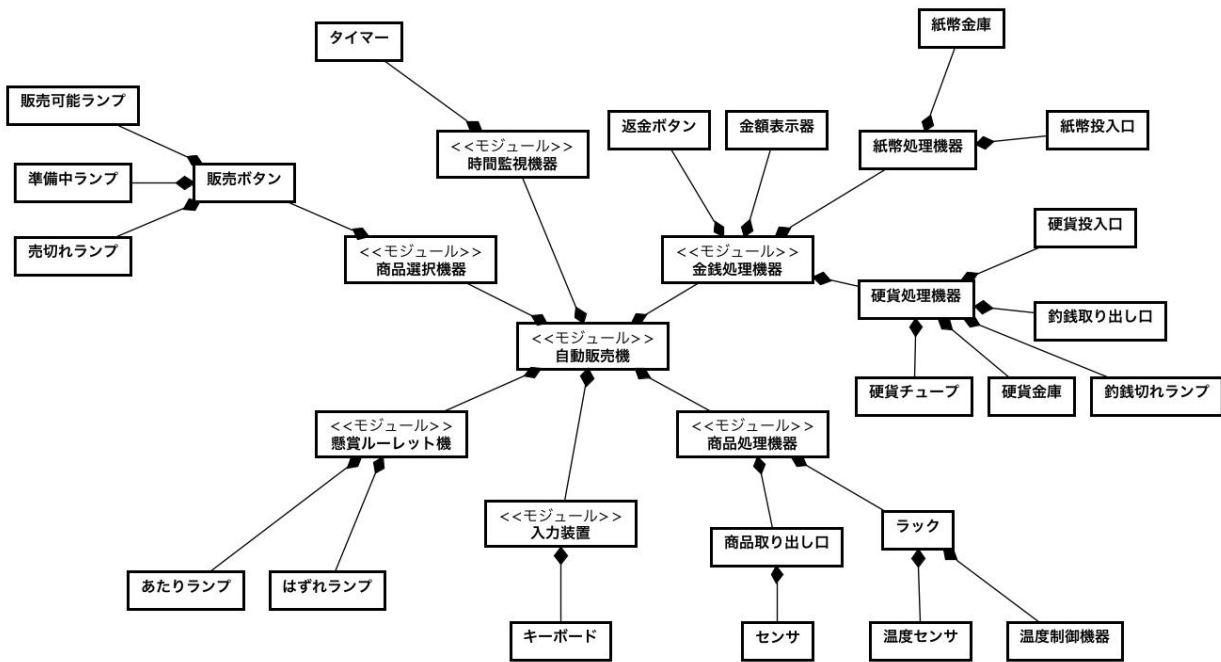 紙幣金庫
タイマー
販売可能ランプ
返金ボタン
金額表示器
紙幣投入口
<<モジュール>>
時間監視機器
紙幣処理機器
準備中ランプ
販売ボタン
硬貨投入口
売切れランプ
<<モジュール>>
商品選択機器
<<モジュール>>
金銭処理機器
硬貨処理機器
釣銭取り出し口
<<モジュール>>
自動販売機
硬貨チューブ
硬貨金庫
釣銭切れランプ
<<モジュール>>
懸賞ルーレット機
<<モジュール>>
商品処理機器
<<モジュール>>
入力装置
商品取り出し口
ラック
あたりランプ
はずれランプ
キーボード
センサ
温度センサ
温度制御機器